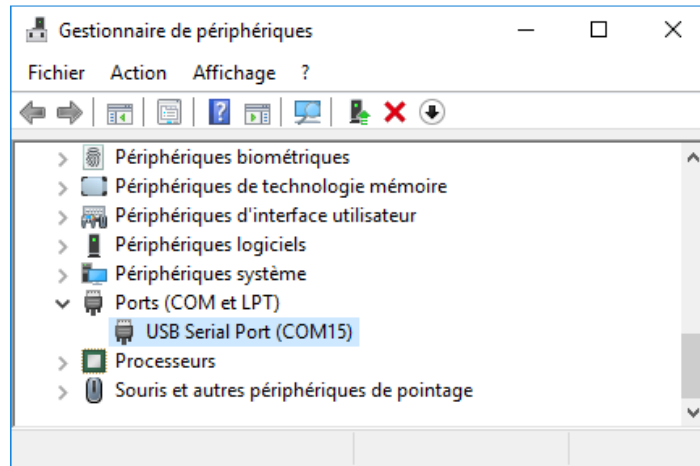 Gestionnaire de périphériques
Fichier Action Affichage ?
Périphériques biométriques
Périphériques de technologie mémoire
Périphériques d'interface utilisateur
Périphériques logiciels
Périphériques système
Ports (COM et LPT)
USB Serial Port (COM15)
Processeurs
Souris et autres périphériques de pointage